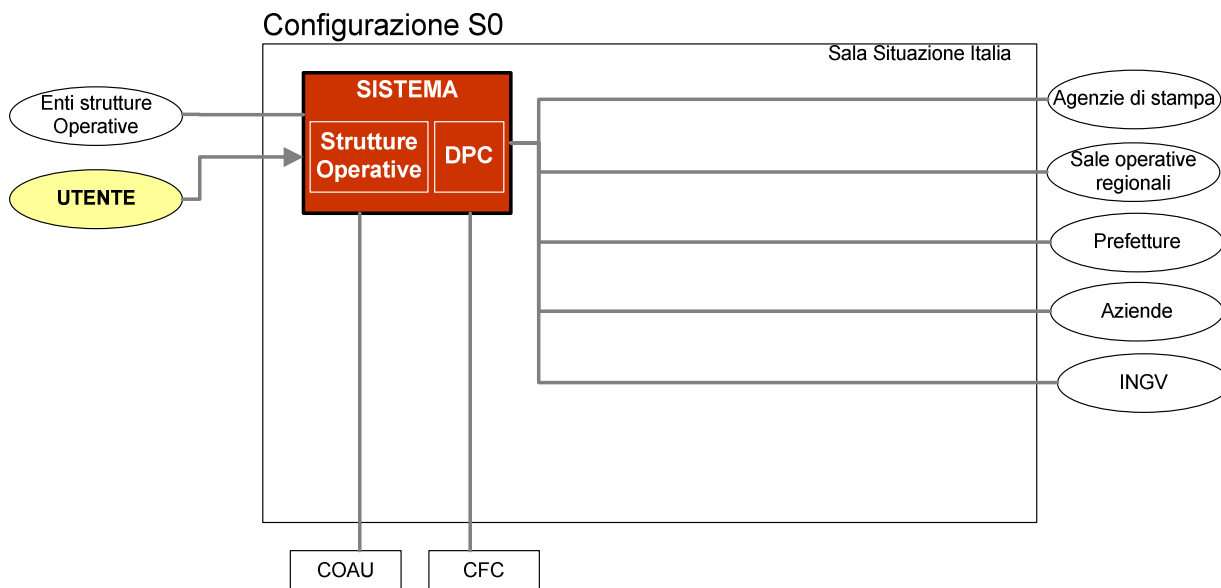 Configurazione S0
Sala Situazione Italia
SISTEMA
Strutture
Operative
DPC
Enti strutture
Operative
UTENTE
Agenzie di stampa
Sale operative
regionali
Prefetture
Aziende
INGV
COAU
CFC